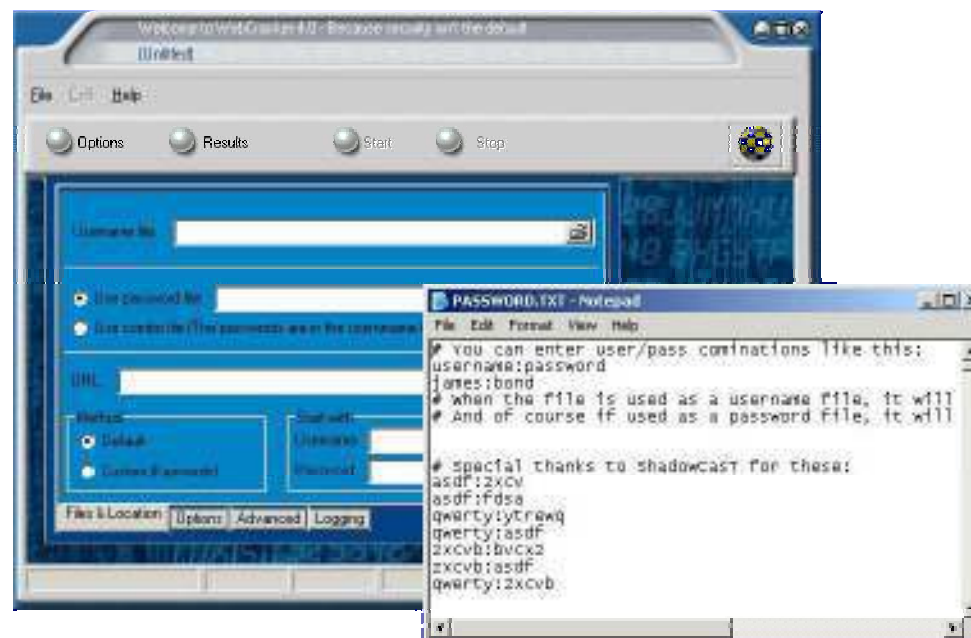 Welcome to WebCracker 4.0 - Because security isn't the default
(Untitled)
File Edit Help
Options Results Start Stop
Username file
Use password file
Use combo file (The passwords are in the username
URL
Method
Default
Start with
Username
Password
Files & Location Options Advanced Logging
PASSWORD.TXT - Notepad
File Edit Format View Help
# You can enter user/pass cominations like this:
username:password
james:bond
# when the file is used as a username file, it will
# And of course if used as a password file, it will
# special thanks to ShadowCasT for these:
asdf:zxcv
asdf:fdsa
qwerty:ytrewq
qwerty:asdf
zxcvb:bvcxz
zxcvb:asdf
qwerty:zxcvb